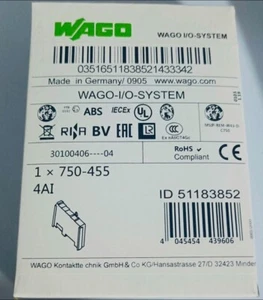 WAGO
WAGO I/O-SYSTEM
03516511838521433342
Made in Germany/ 0905 www.wago.com
WAGO-I/O-SYSTEM
ABS IECEx UL
BV EAC
30100406----04
RoHS
Compliant
1 × 750-455
4AI
ID 51183852
4 045454 439606
WAGO Kontakttechnik GmbH & Co KG/Hansastrasse 27/D 32423 Minden